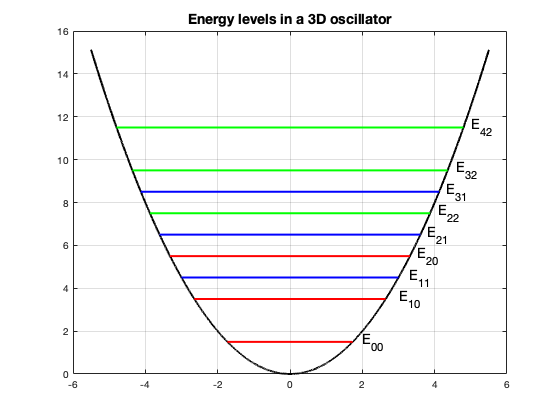 Energy levels in a 3D oscillator
16
14
12
10
8
6
4
2
0
E42
E32
E31
E22
E21
E20
E11
E10
E00
-6 -4 -2 0 2 4 6